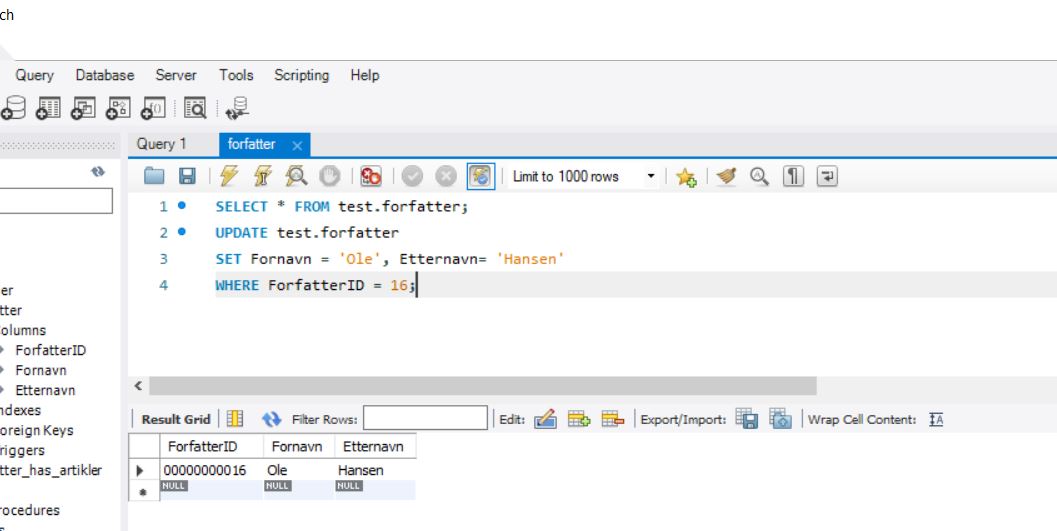 ch
Query Database Server Tools Scripting Help
Query 1 forfatter
Limit to 1000 rows
1 SELECT * FROM test.forfatter;
2 UPDATE test.forfatter
3 SET Fornavn = 'Ole', Etternavn= 'Hansen'
4 WHERE ForfatterID = 16;
er
tter
olumns
ForfatterID
Fornavn
Etternavn
ndexes
oreign Keys
riggers
tter_has_artikler
rocedures
Result Grid Filter Rows: Edit: Export/Import: Wrap Cell Content:
ForfatterID Fornavn Etternavn
00000000016 Ole Hansen
NULL NULL NULL